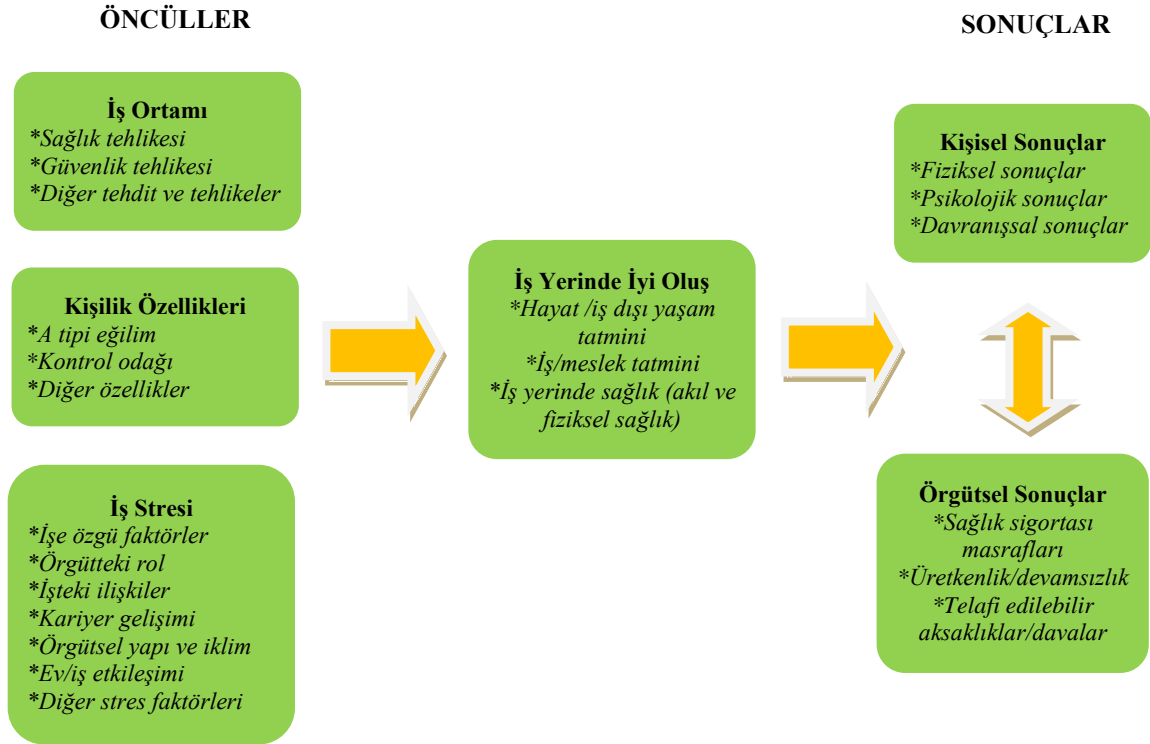 ÖNCÜLLER
İş Ortamı
*Sağlık tehlikesi
*Güvenlik tehlikesi
*Diğer tehdit ve tehlikeler
Kişilik Özellikleri
*A tipi eğilim
*Kontrol odağı
*Diğer özellikler
İş Stresi
*İşe özgü faktörler
*Örgütteki rol
*İşteki ilişkiler
*Kariyer gelişimi
*Örgütsel yapı ve iklim
*Ev/iş etkileşimi
*Diğer stres faktörleri
İş Yerinde İyi Oluş
*Hayat /iş dışı yaşam
tatmini
*İş/meslek tatmini
*İş yerinde sağlık (akıl ve
fiziksel sağlık)
SONUÇLAR
Kişisel Sonuçlar
*Fiziksel sonuçlar
*Psikolojik sonuçlar
*Davranışsal sonuçlar
Örgütsel Sonuçlar
*Sağlık sigortası
masrafları
*Üretkenlik/devamsızlık
*Telafi edilebilir
aksaklıklar/davalar